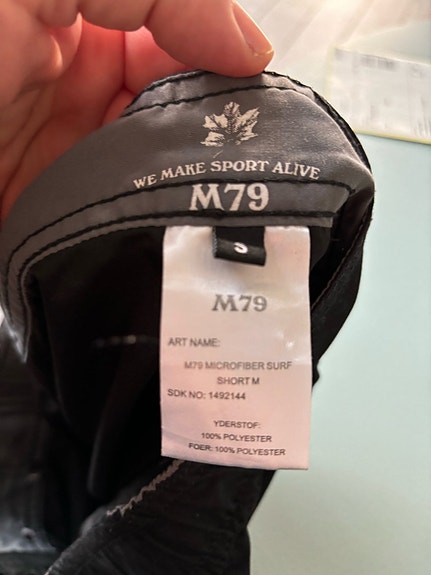 WE MAKE SPORT ALIVE
M79
S
M79
ART NAME:
M79 MICROFIBER SURF
SHORT M
SDK NO: 1492144
YDERSTOF:
100% POLYESTER
FOER: 100% POLYESTER